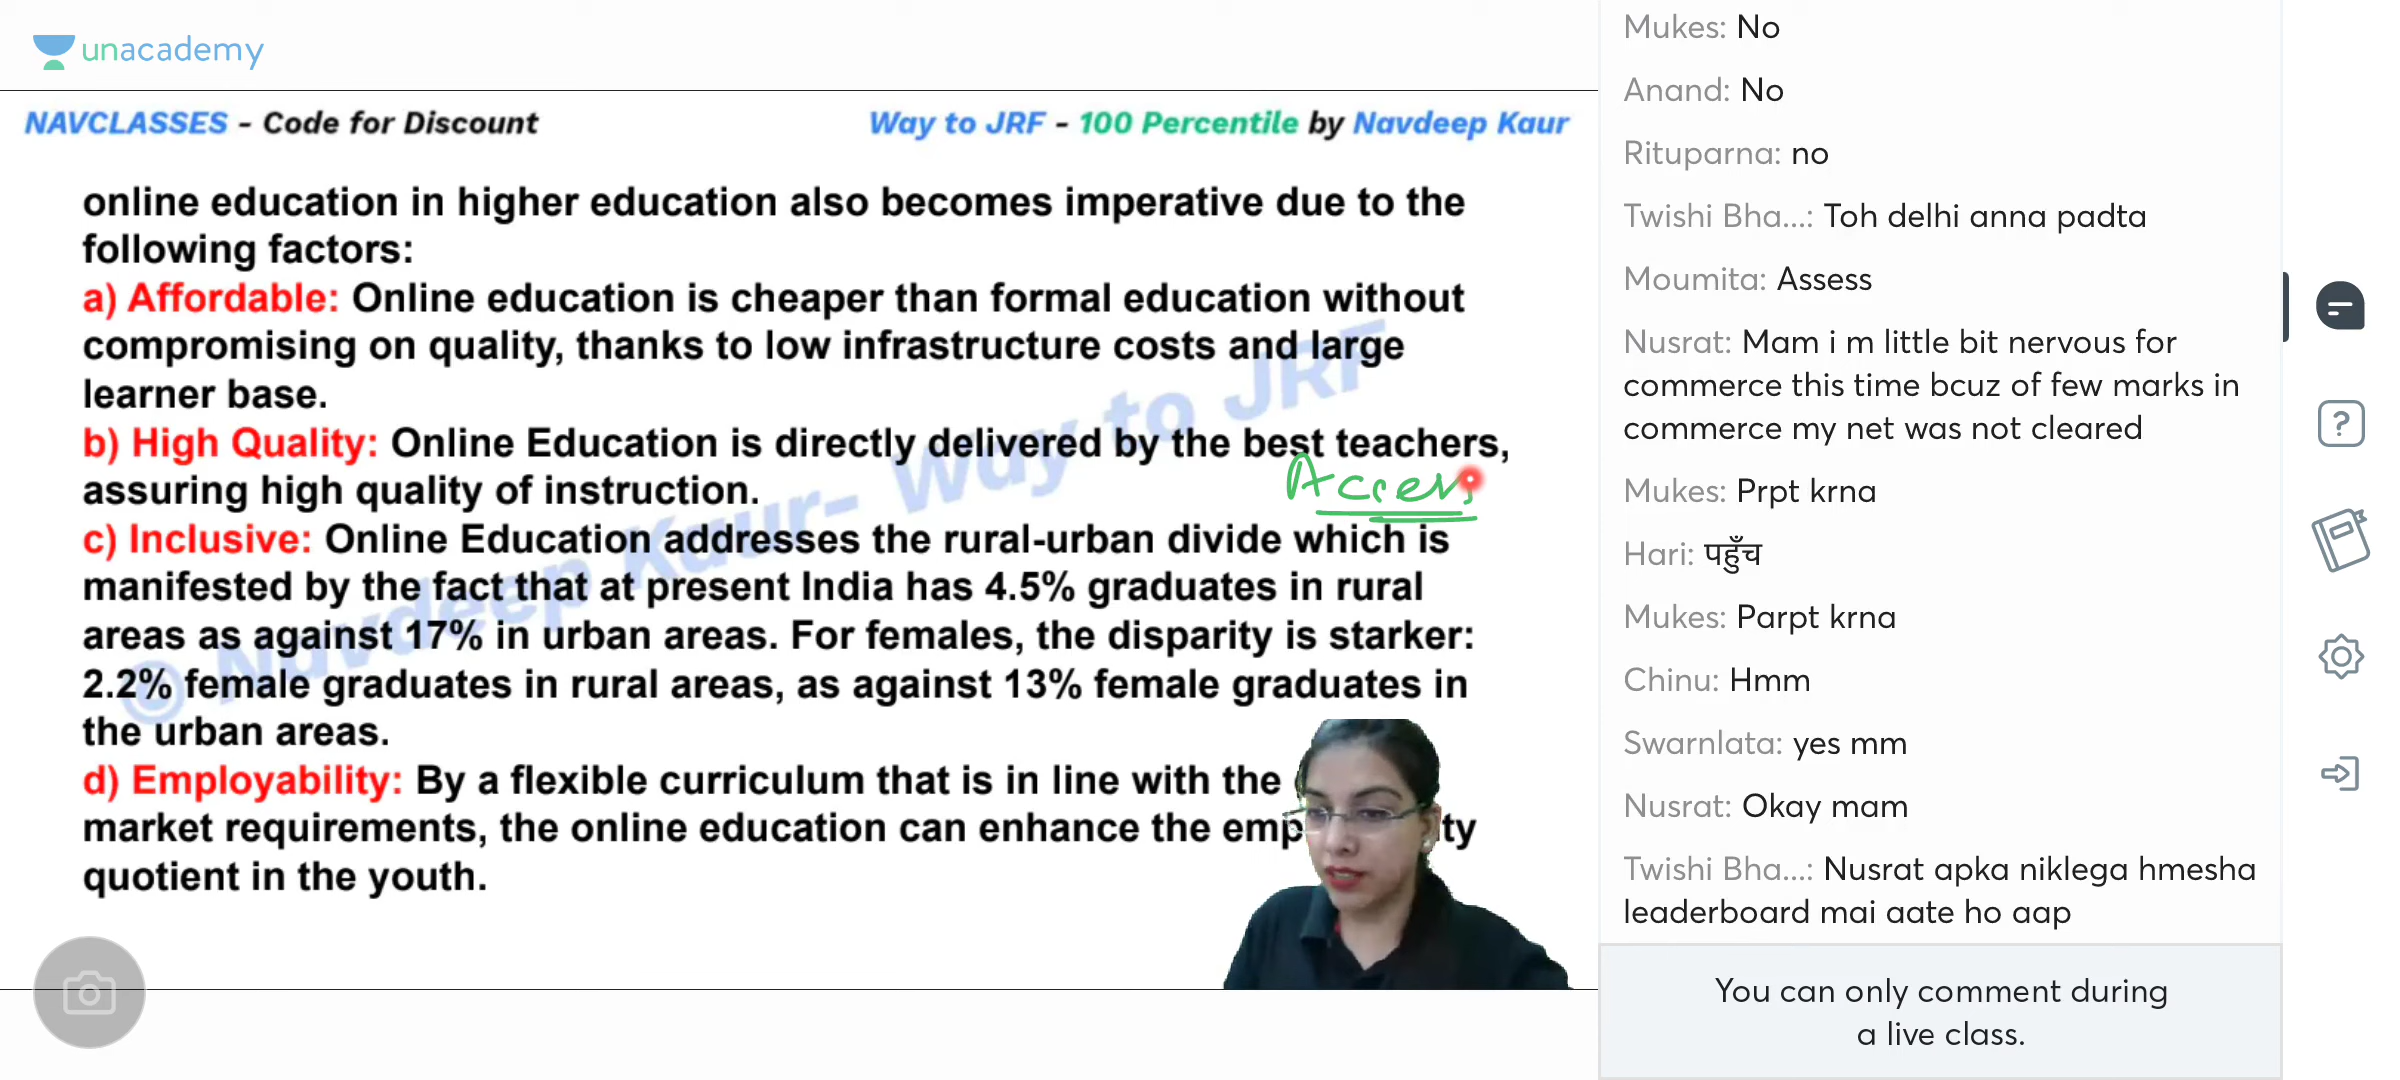 unacademy
NAVCLASSES - Code for Discount
Way to JRF - 100 Percentile by Navdeep Kaur
online education in higher education also becomes imperative due to the
following factors:
a) Affordable: Online education is cheaper than formal education without
compromising on quality, thanks to low infrastructure costs and large
learner base.
b) High Quality: Online Education is directly delivered by the best teachers,
assuring high quality of instruction.
Access
c) Inclusive: Online Education addresses the rural-urban divide which is
manifested by the fact that at present India has 4.5% graduates in rural
areas as against 17% in urban areas. For females, the disparity is starker:
2.2% female graduates in rural areas, as against 13% female graduates in
the urban areas.
d) Employability: By a flexible curriculum that is in line with the
market requirements, the online education can enhance the emp ty
quotient in the youth.
© Navdeep Kaur- Way to JRF
Mukes: No
Anand: No
Rituparna: no
Twishi Bha...: Toh delhi anna padta
Moumita: Assess
Nusrat: Mam i m little bit nervous for
commerce this time bcuz of few marks in
commerce my net was not cleared
Mukes: Prpt krna
Hari: पहुँच
Mukes: Parpt krna
Chinu: Hmm
Swarnlata: yes mm
Nusrat: Okay mam
Twishi Bha...: Nusrat apka niklega hmesha
leaderboard mai aate ho aap
You can only comment during
a live class.